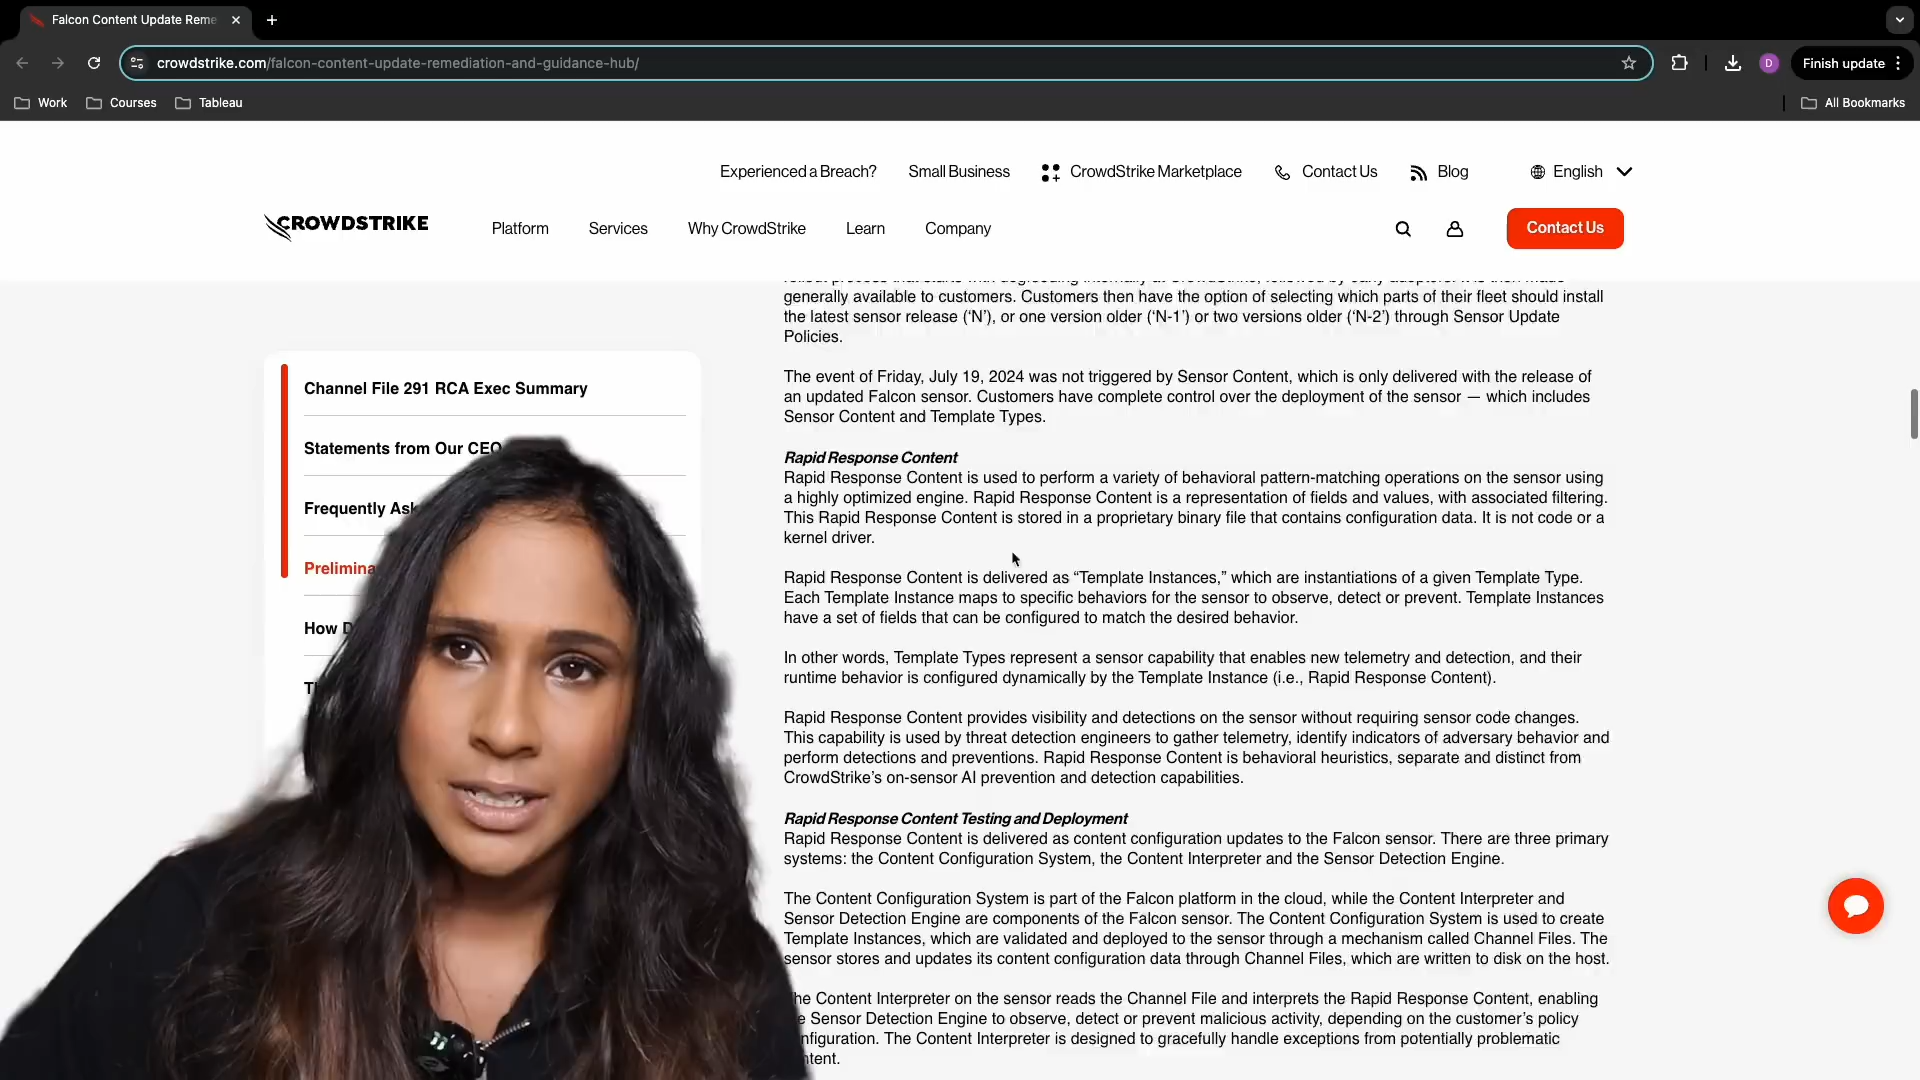 Falcon Content Update Reme
crowdstrike.com/falcon-content-update-remediation-and-guidance-hub/
D
Finish update
Work
Courses
Tableau
All Bookmarks
Experienced a Breach?
Small Business
CrowdStrike Marketplace
Contact Us
Blog
English
CROWDSTRIKE
Platform
Services
Why CrowdStrike
Learn
Company
Contact Us
Channel File 291 RCA Exec Summary
Statements from Our CEO
Frequently Ask
Prelimina
How D
generally available to customers. Customers then have the option of selecting which parts of their fleet should install
the latest sensor release (‘N’), or one version older (‘N-1’) or two versions older (‘N-2’) through Sensor Update
Policies.
The event of Friday, July 19, 2024 was not triggered by Sensor Content, which is only delivered with the release of
an updated Falcon sensor. Customers have complete control over the deployment of the sensor — which includes
Sensor Content and Template Types.
Rapid Response Content
Rapid Response Content is used to perform a variety of behavioral pattern-matching operations on the sensor using
a highly optimized engine. Rapid Response Content is a representation of fields and values, with associated filtering.
This Rapid Response Content is stored in a proprietary binary file that contains configuration data. It is not code or a
kernel driver.
Rapid Response Content is delivered as “Template Instances,” which are instantiations of a given Template Type.
Each Template Instance maps to specific behaviors for the sensor to observe, detect or prevent. Template Instances
have a set of fields that can be configured to match the desired behavior.
In other words, Template Types represent a sensor capability that enables new telemetry and detection, and their
runtime behavior is configured dynamically by the Template Instance (i.e., Rapid Response Content).
Rapid Response Content provides visibility and detections on the sensor without requiring sensor code changes.
This capability is used by threat detection engineers to gather telemetry, identify indicators of adversary behavior and
perform detections and preventions. Rapid Response Content is behavioral heuristics, separate and distinct from
CrowdStrike’s on-sensor AI prevention and detection capabilities.
Rapid Response Content Testing and Deployment
Rapid Response Content is delivered as content configuration updates to the Falcon sensor. There are three primary
systems: the Content Configuration System, the Content Interpreter and the Sensor Detection Engine.
The Content Configuration System is part of the Falcon platform in the cloud, while the Content Interpreter and
Sensor Detection Engine are components of the Falcon sensor. The Content Configuration System is used to create
Template Instances, which are validated and deployed to the sensor through a mechanism called Channel Files. The
sensor stores and updates its content configuration data through Channel Files, which are written to disk on the host.
he Content Interpreter on the sensor reads the Channel File and interprets the Rapid Response Content, enabling
e Sensor Detection Engine to observe, detect or prevent malicious activity, depending on the customer’s policy
nfiguration. The Content Interpreter is designed to gracefully handle exceptions from potentially problematic
ntent.